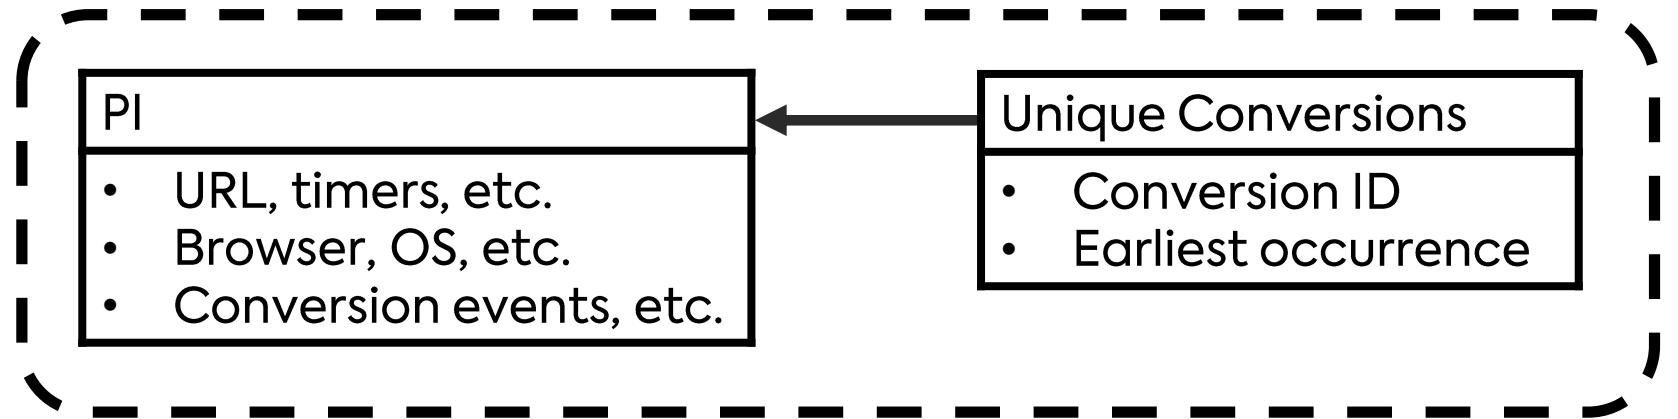 PI
• URL, timers, etc.
• Browser, OS, etc.
• Conversion events, etc.
Unique Conversions
• Conversion ID
• Earliest occurrence